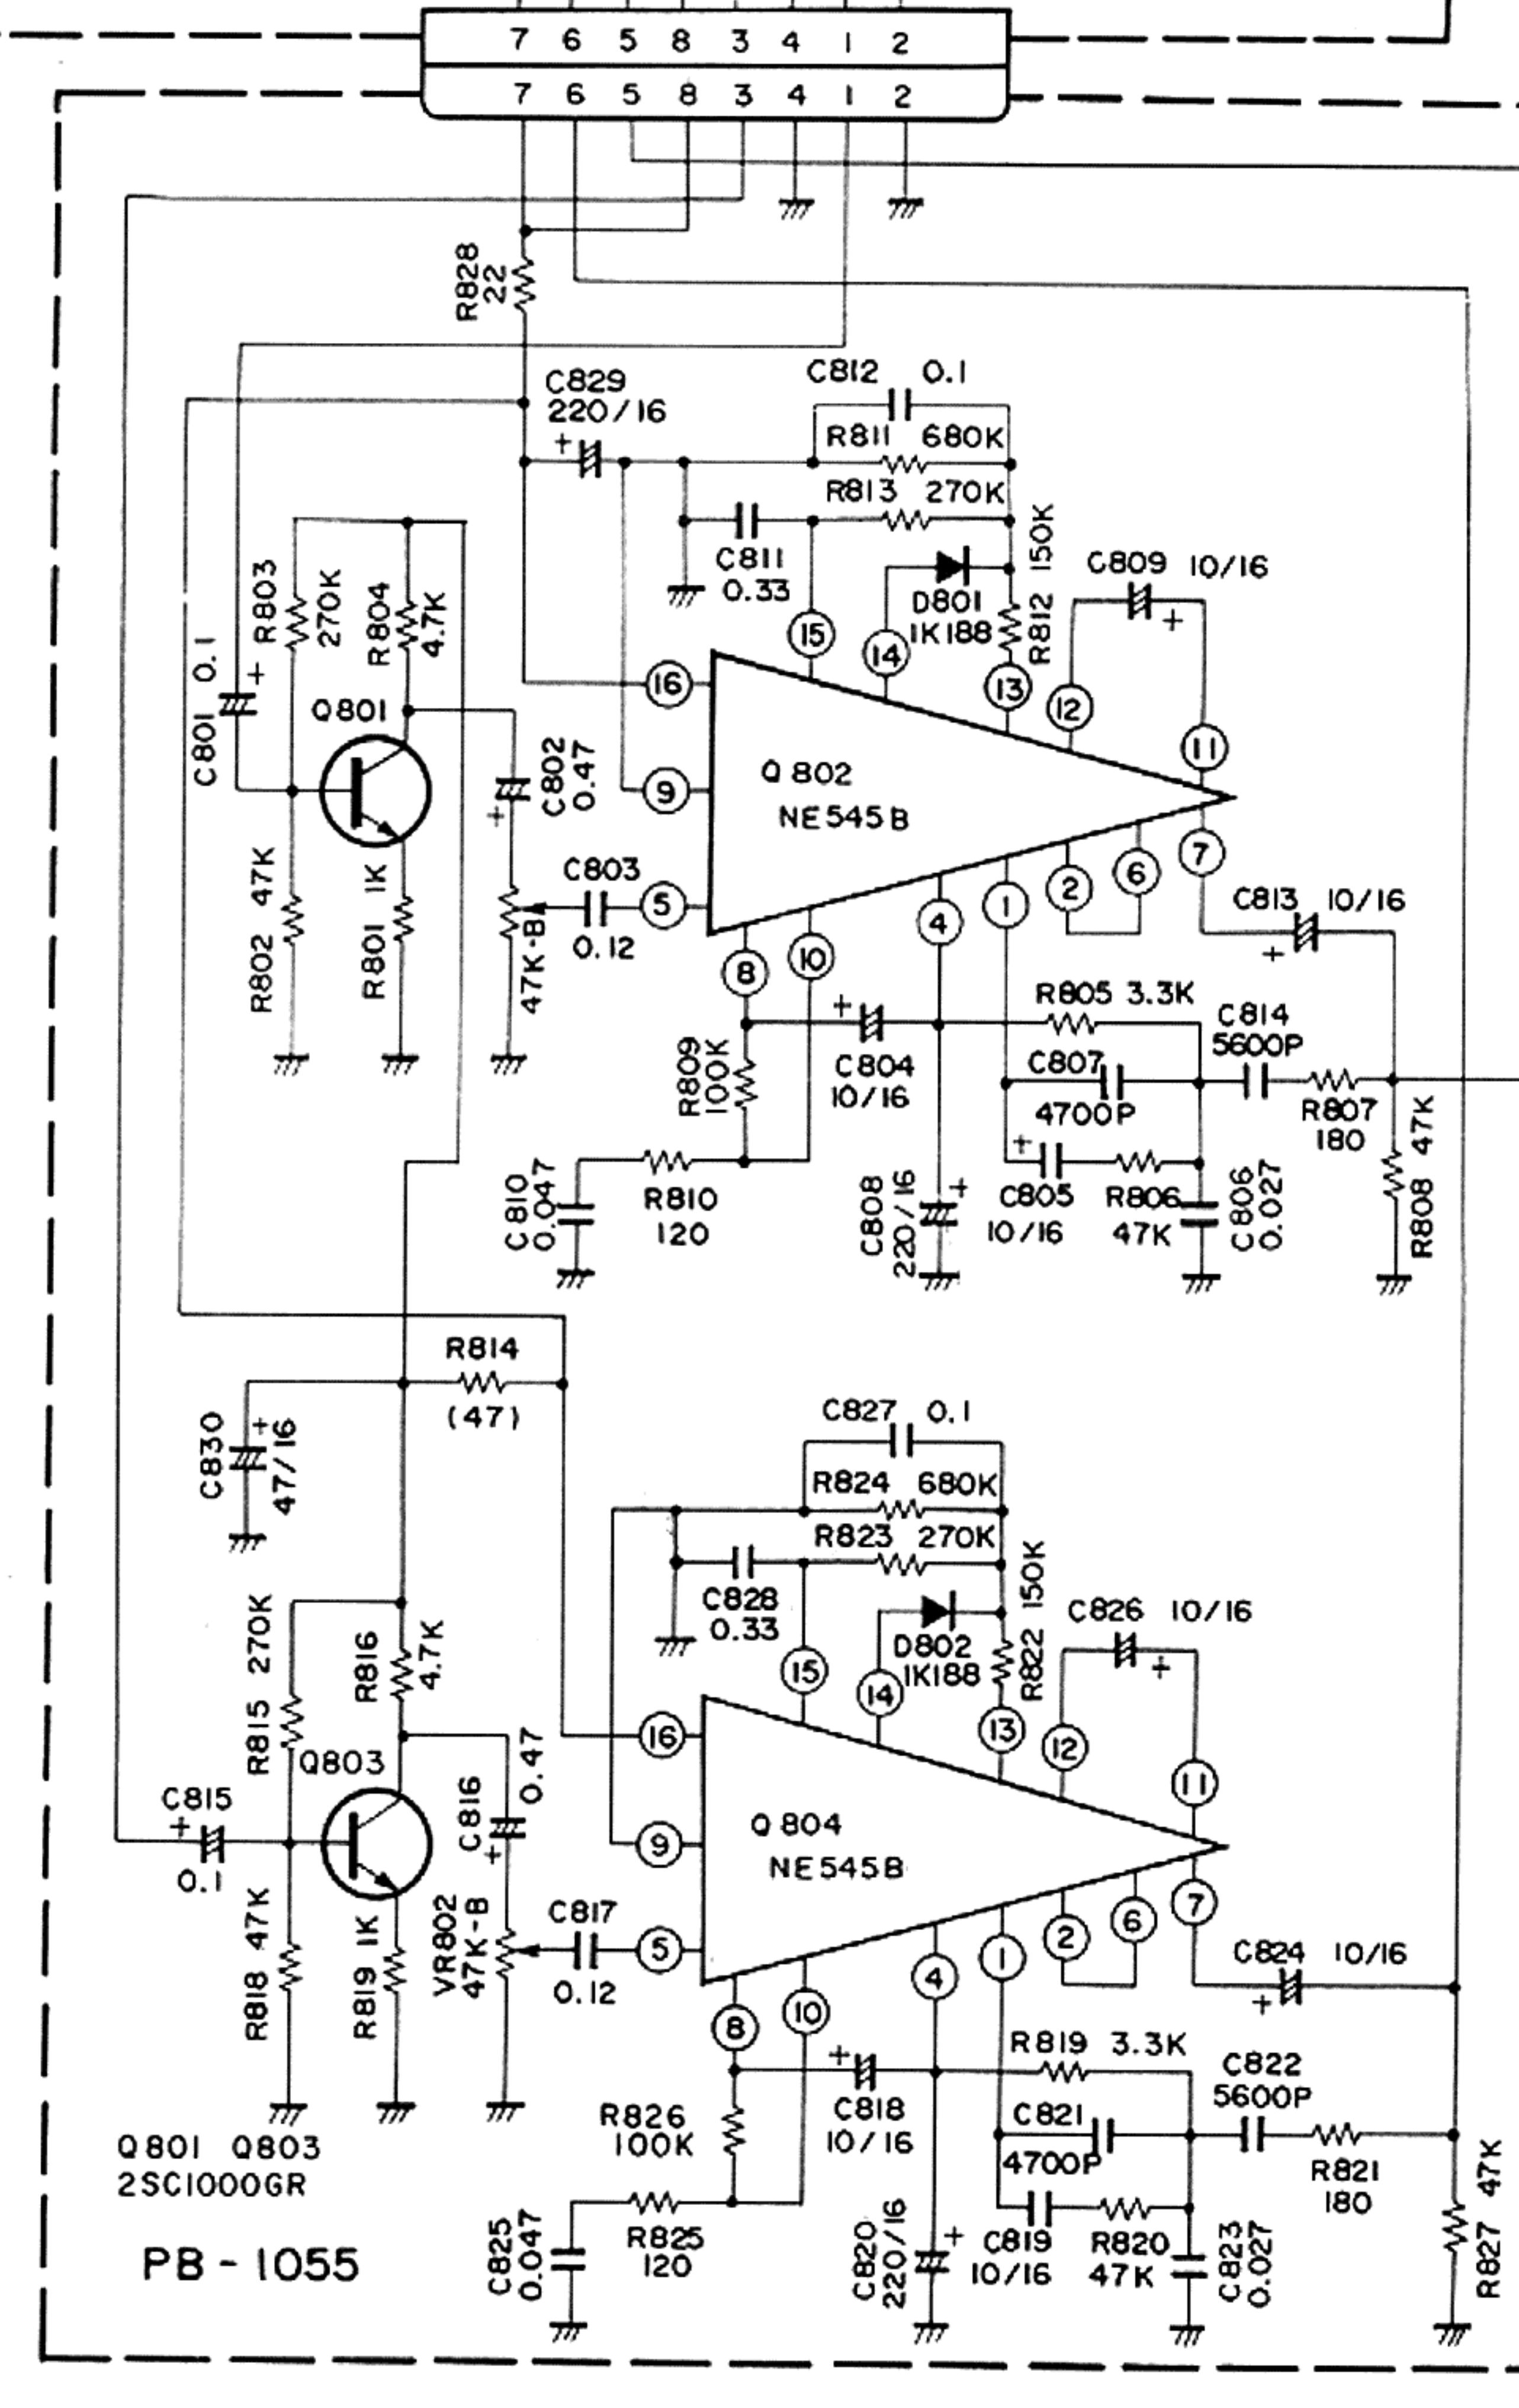 7 6 5 8 3 4 1 2
7 6 5 8 3 4 1 2
R828
22
C829
220/16
+
C812 0.1
R811 680K
R813 270K
C811
0.33
D801
1K188
R812 150K
C809 10/16
+
R803
270K
R804
4.7K
C801 0.1
+
Q801
C802
0.47
+
15
14
13
12
11
16
9
5
Q802
NE545B
C803
0.12
47K-B
R802 47K
R801 1K
8
10
4
1
2
6
7
C813 10/16
+
R809
100K
+
C804
10/16
R805 3.3K
C814
5600P
C807
4700P
R807
180
R808 47K
C810
0.047
R810
120
C808
220/16
+
+
C805
10/16
R806
47K
C806
0.027
R814
(47)
C830
47/16
+
C827 0.1
R824 680K
R823 270K
C828
0.33
D802
1K188
R822 150K
C826 10/16
+
R815 270K
R816
4.7K
Q803
C815
+
0.1
C816
0.47
+
15
14
13
12
11
16
9
5
Q804
NE545B
R818 47K
R819 1K
VR802
47K-B
C817
0.12
8
10
4
1
2
6
7
C824 10/16
+
R826
100K
+
C818
10/16
R819 3.3K
C822
5600P
C821
4700P
R821
180
R827 47K
C825
0.047
R825
120
C820
220/16
+
C819
10/16
R820
47K
C823
0.027
Q801 Q803
2SC1000GR
PB-1055